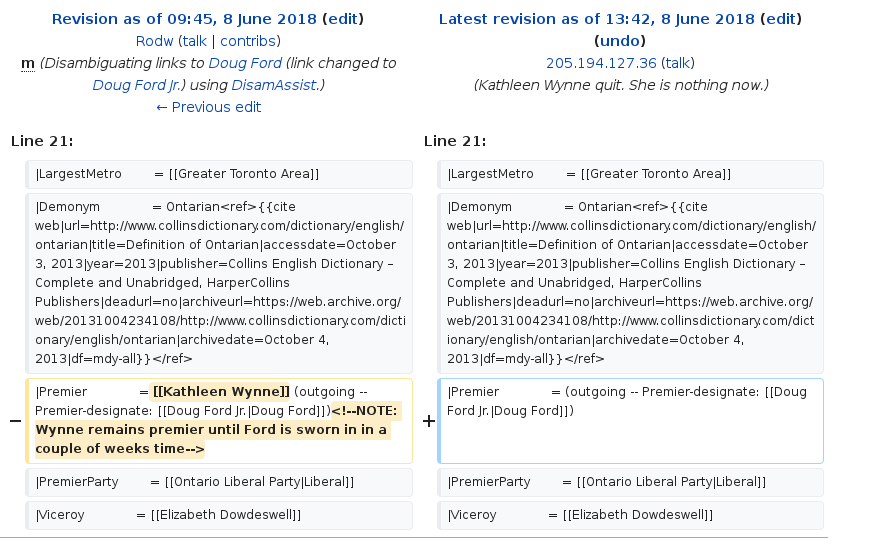 Revision as of 09:45, 8 June 2018 (edit)
Rodw (talk | contribs)
m (Disambiguating links to Doug Ford (link changed to
Doug Ford Jr.) using DisamAssist.)
← Previous edit
Latest revision as of 13:42, 8 June 2018 (edit)
(undo)
205.194.127.36 (talk)
(Kathleen Wynne quit. She is nothing now.)
Line 21:
Line 21:
|LargestMetro = [[Greater Toronto Area]]
|LargestMetro = [[Greater Toronto Area]]
|Demonym = Ontarian<ref>{{cite
web|url=http://www.collinsdictionary.com/dictionary/english/
ontarian|title=Definition of Ontarian|accessdate=October
3, 2013|year=2013|publisher=Collins English Dictionary –
Complete and Unabridged, HarperCollins
Publishers|deadurl=no|archiveurl=https://web.archive.org/
web/20131004234108/http://www.collinsdictionary.com/dicti
onary/english/ontarian|archivedate=October 4,
2013|df=mdy-all}}</ref>
|Demonym = Ontarian<ref>{{cite
web|url=http://www.collinsdictionary.com/dictionary/english/
ontarian|title=Definition of Ontarian|accessdate=October
3, 2013|year=2013|publisher=Collins English Dictionary –
Complete and Unabridged, HarperCollins
Publishers|deadurl=no|archiveurl=https://web.archive.org/
web/20131004234108/http://www.collinsdictionary.com/dict
ionary/english/ontarian|archivedate=October 4,
2013|df=mdy-all}}</ref>
− |Premier = [[Kathleen Wynne]] (outgoing --
Premier-designate: [[Doug Ford Jr.|Doug Ford]])<!--NOTE:
Wynne remains premier until Ford is sworn in in a
couple of weeks time-->
+ |Premier = (outgoing -- Premier-designate: [[Doug
Ford Jr.|Doug Ford]])
|PremierParty = [[Ontario Liberal Party|Liberal]]
|PremierParty = [[Ontario Liberal Party|Liberal]]
|Viceroy = [[Elizabeth Dowdeswell]]
|Viceroy = [[Elizabeth Dowdeswell]]